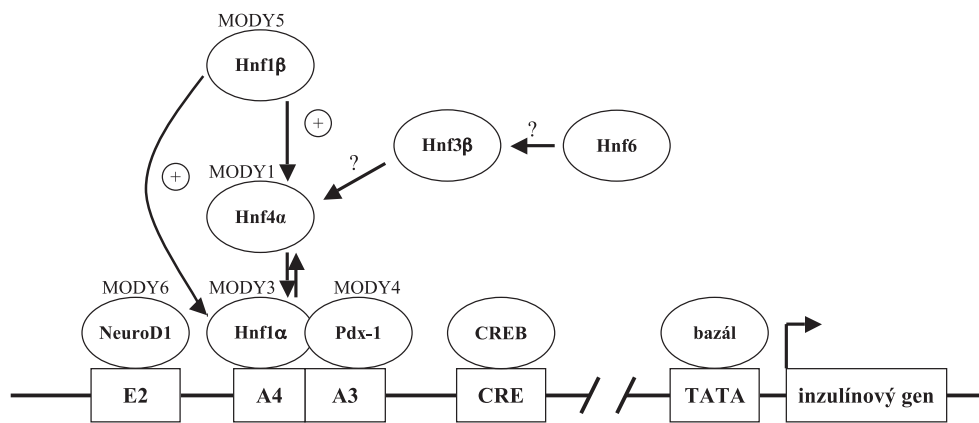 MODY5
Hnf1β
+
?
Hnf3β
?
Hnf6
+
MODY1
Hnf4α
MODY6
MODY3
MODY4
NeuroD1
Hnf1α
Pdx-1
CREB
bazál
E2
A4
A3
CRE
TATA
inzulínový gen